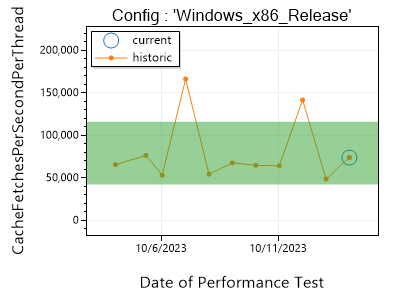 Config : 'Windows_x86_Release'
current
historic
CacheFetchesPerSecondPerThread
200,000
150,000
100,000
50,000
0
10/6/2023
10/11/2023
Date of Performance Test